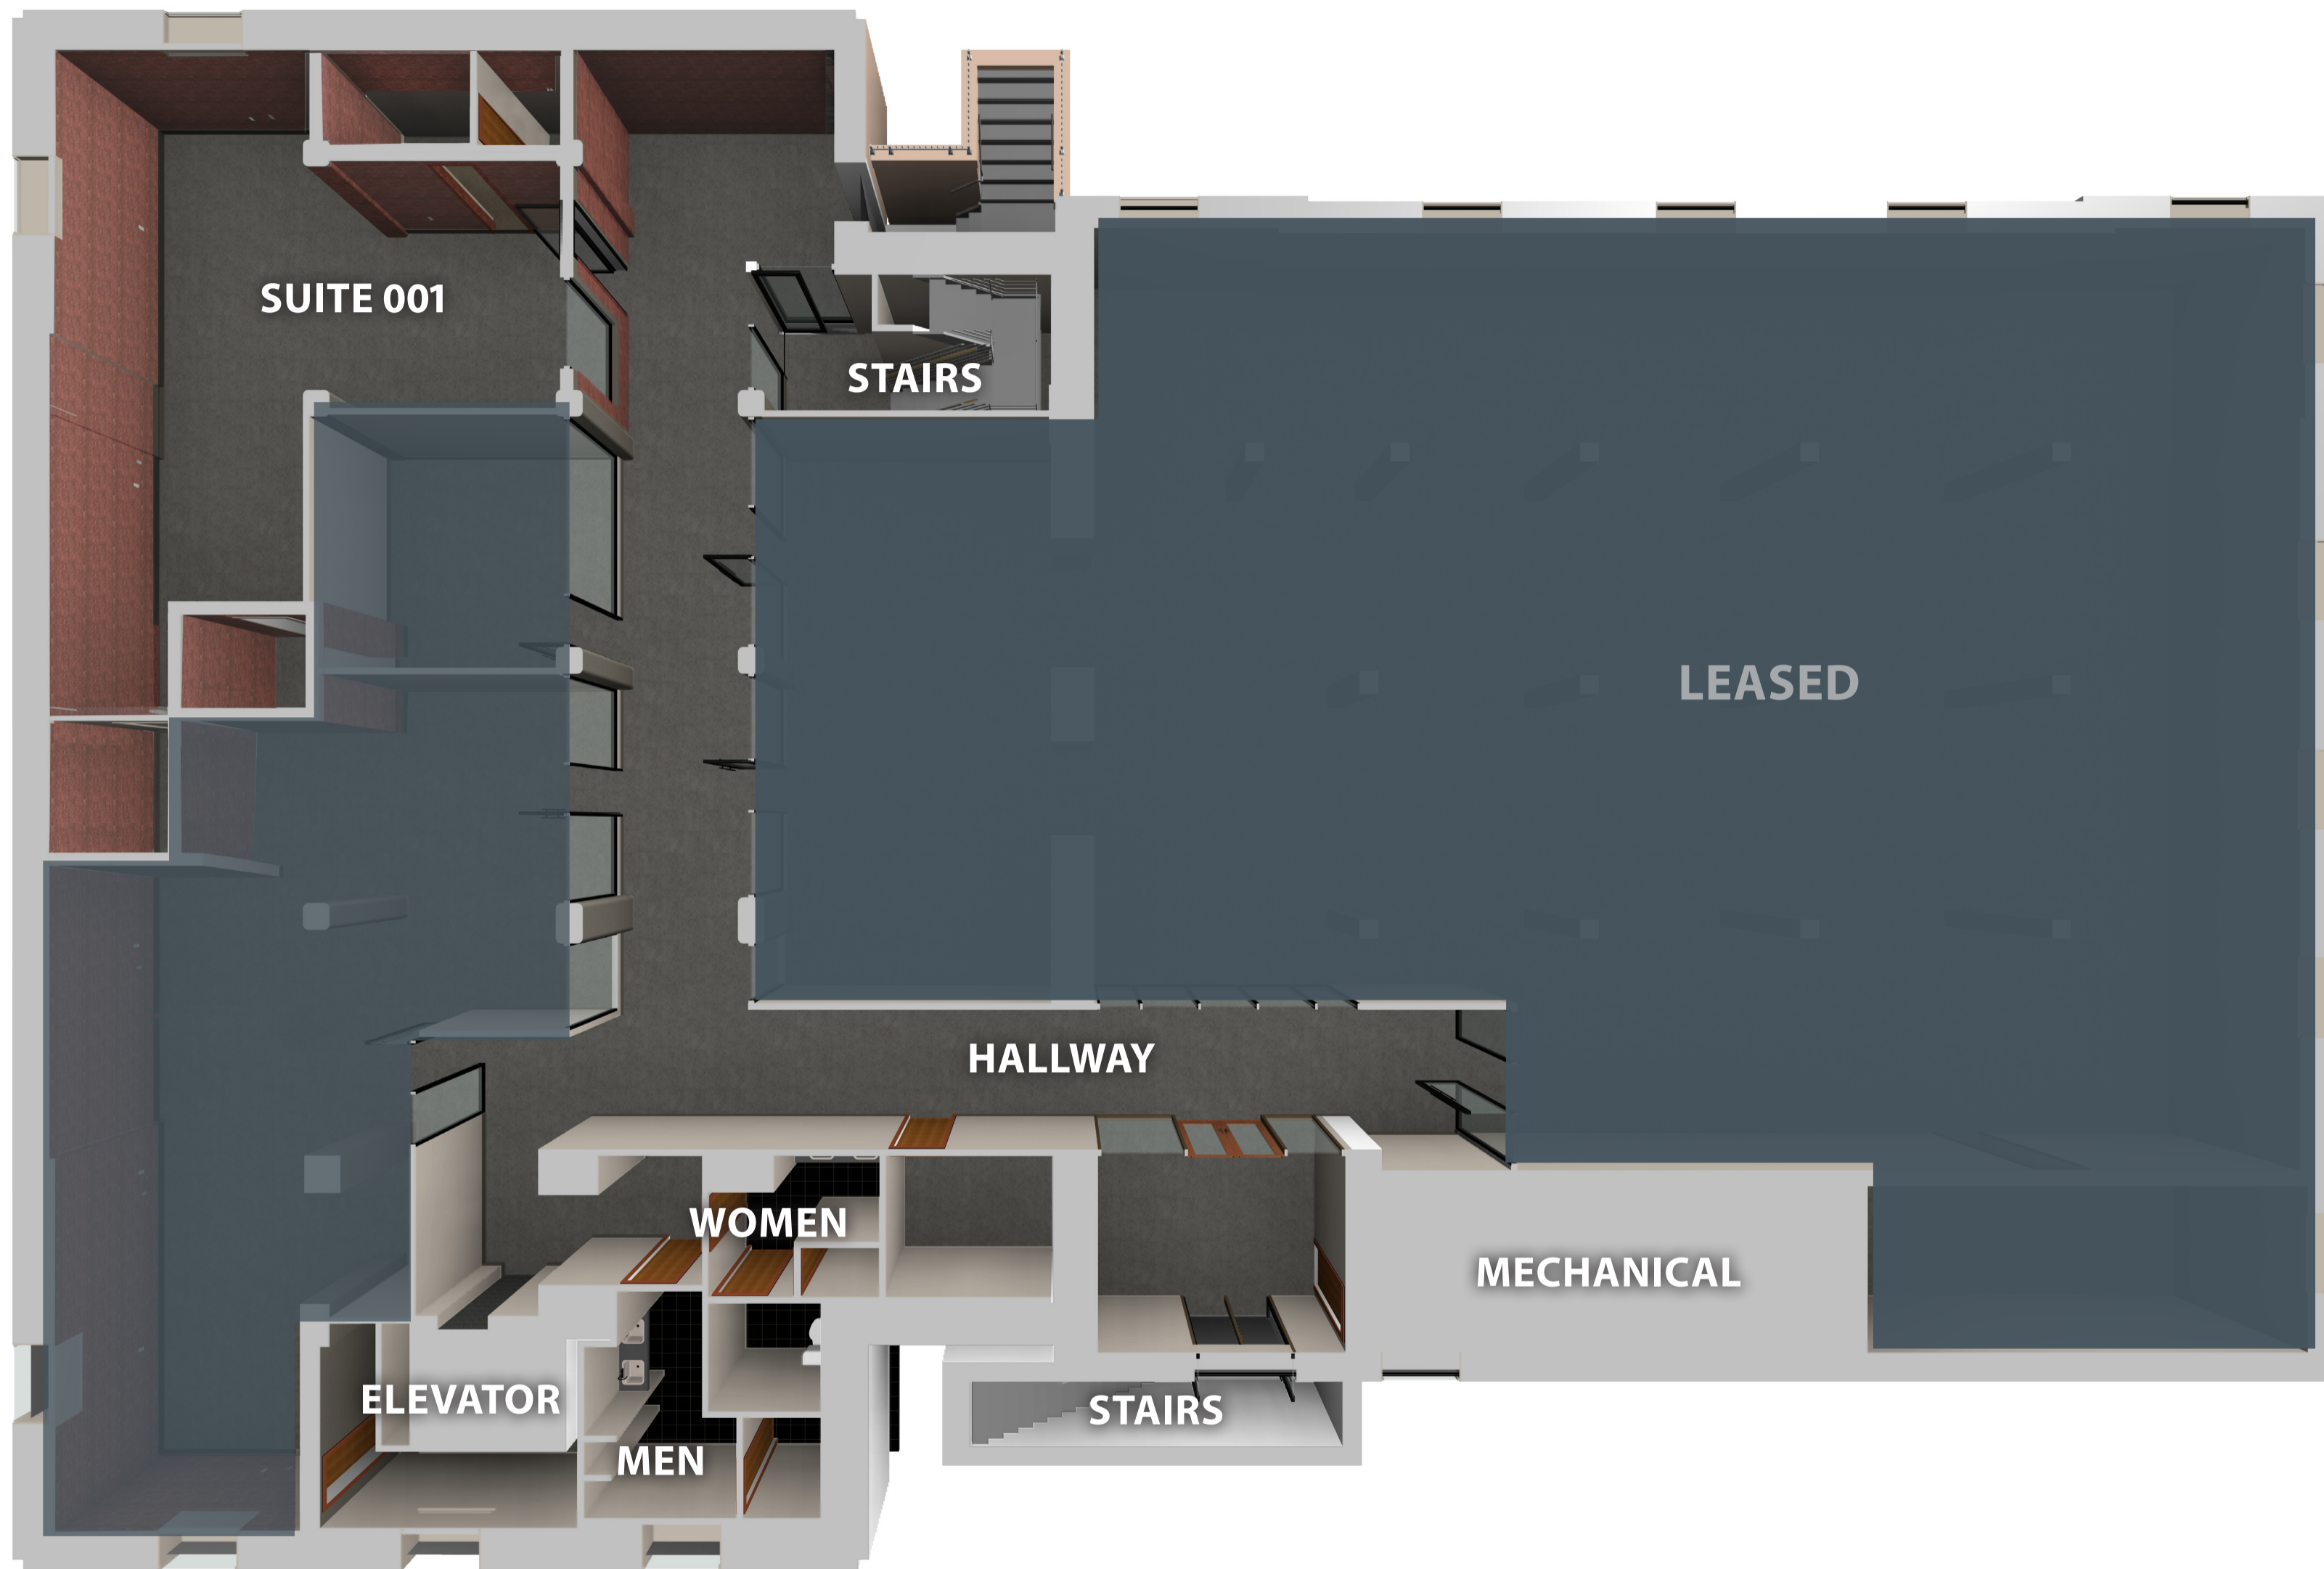 SUITE 001
STAIRS
LEASED
HALLWAY
WOMEN
MECHANICAL
ELEVATOR
STAIRS
MEN